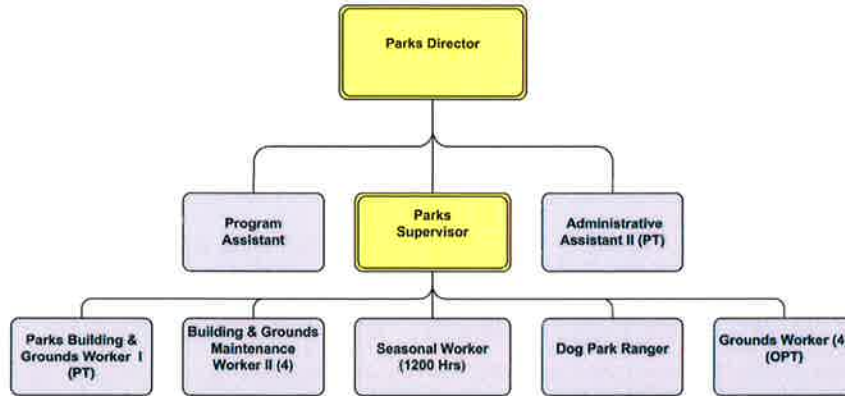 Parks Director
Program
Assistant
Parks
Supervisor
Administrative
Assistant II (PT)
Parks Building &
Grounds Worker I
(PT)
Building & Grounds
Maintenance
Worker II (4)
Seasonal Worker
(1200 Hrs)
Dog Park Ranger
Grounds Worker (4
(OPT)